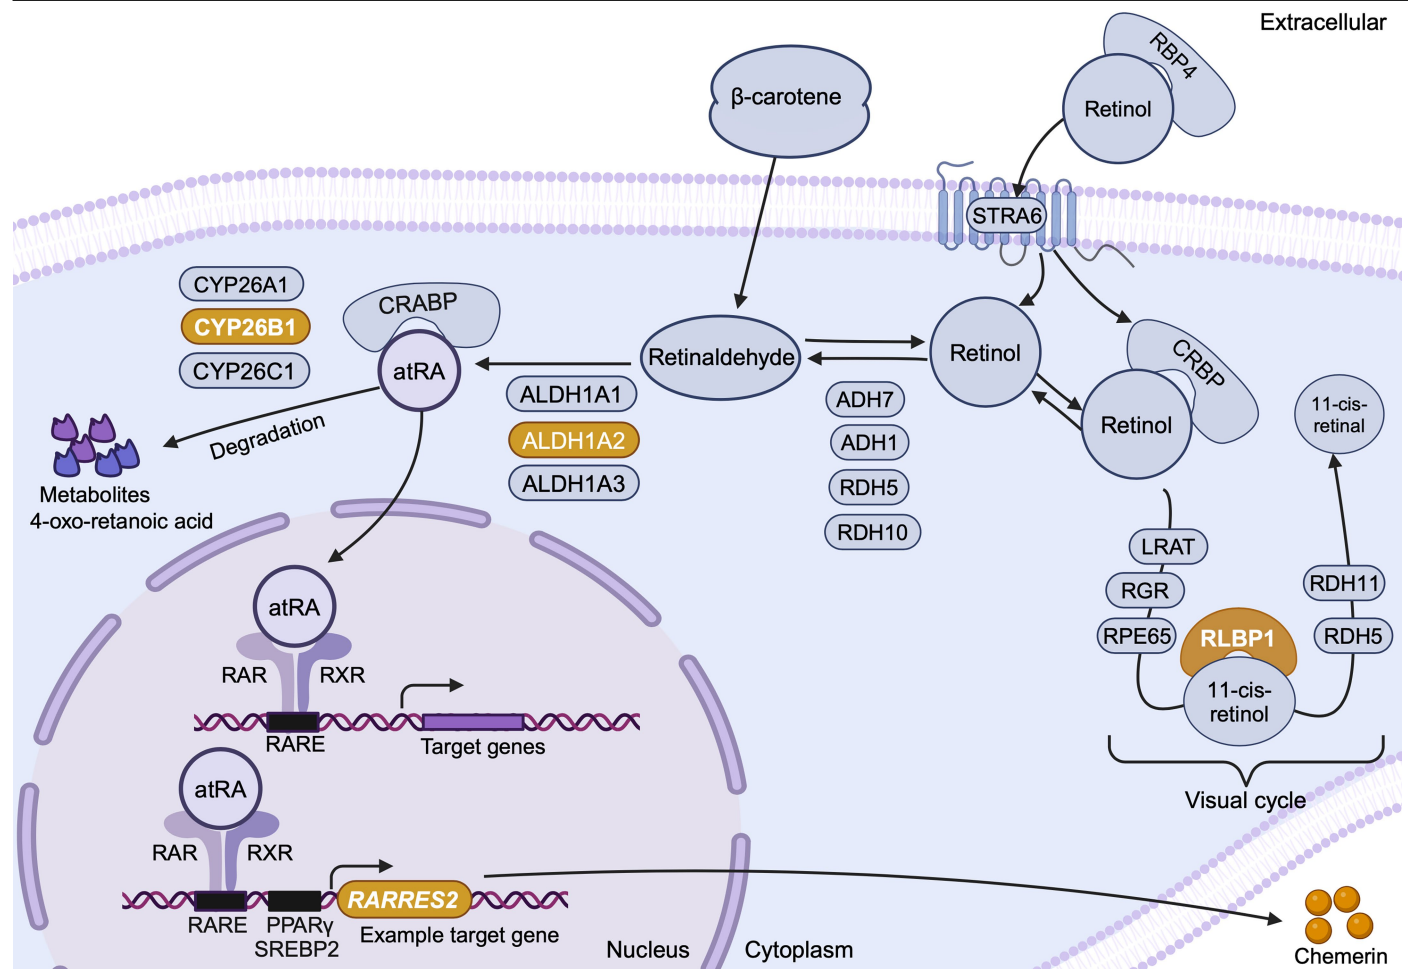 Extracellular
RBP4
Retinol
β-carotene
STRA6
CYP26A1
CYP26B1
CYP26C1
CRABP
atRA
Retinaldehyde
Retinol
CRBP
Retinol
11-cis-
retinal
ALDH1A1
ALDH1A2
ALDH1A3
ADH7
ADH1
RDH5
RDH10
Degradation
Metabolites
4-oxo-retanoic acid
LRAT
RGR
RPE65
RLBP1
11-cis-
retinol
RDH11
RDH5
Visual cycle
atRA
RAR
RXR
RARE
Target genes
atRA
RAR
RXR
RARE
PPARγ
SREBP2
RARRES2
Example target gene
Nucleus
Cytoplasm
Chemerin